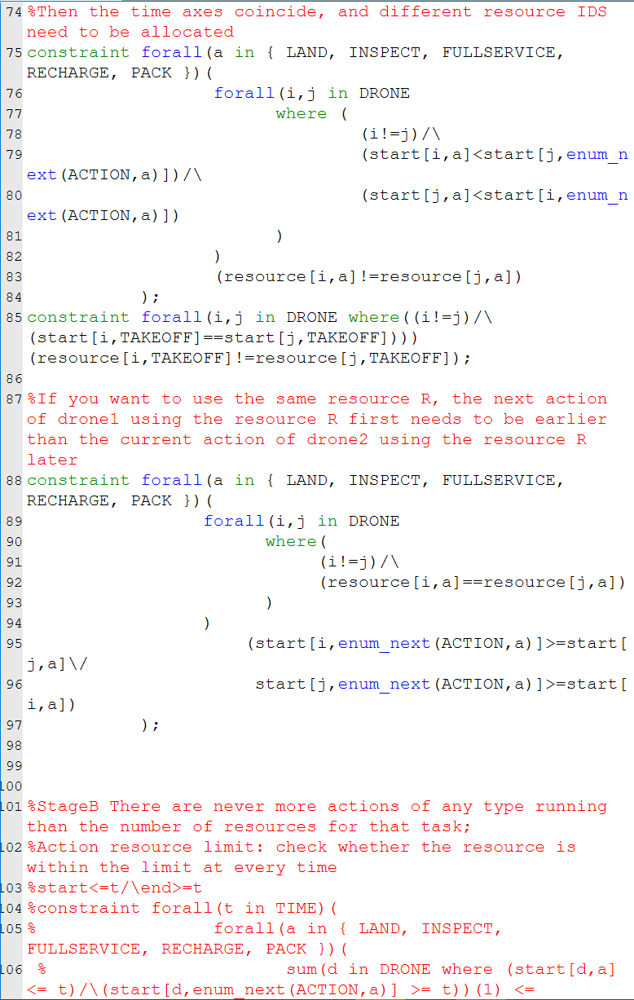 74 %Then the time axes coincide, and different resource IDS
need to be allocated
75 constraint forall(a in { LAND, INSPECT, FULLSERVICE,
RECHARGE, PACK })(
76 forall(i,j in DRONE
77 where (
78 (i!=j)/\
79 (start[i,a]<start[j,enum_n
ext(ACTION,a)])/\
80 (start[j,a]<start[i,enum_n
ext(ACTION,a)])
81 )
82 )
83 (resource[i,a]!=resource[j,a])
84 );
85 constraint forall(i,j in DRONE where((i!=j)/\
(start[i,TAKEOFF]==start[j,TAKEOFF])))
(resource[i,TAKEOFF]!=resource[j,TAKEOFF]);
86
87 %If you want to use the same resource R, the next action
of drone1 using the resource R first needs to be earlier
than the current action of drone2 using the resource R
later
88 constraint forall(a in { LAND, INSPECT, FULLSERVICE,
RECHARGE, PACK })(
89 forall(i,j in DRONE
90 where(
91 (i!=j)/\
92 (resource[i,a]==resource[j,a])
93 )
94 )
95 (start[i,enum_next(ACTION,a)]>=start[
j,a]\/
96 start[j,enum_next(ACTION,a)]>=start[
i,a])
97 );
98
99
100
101 %StageB There are never more actions of any type running
than the number of resources for that task;
102 %Action resource limit: check whether the resource is
within the limit at every time
103 %start<=t/\end>=t
104 %constraint forall(t in TIME)(
105 % forall(a in { LAND, INSPECT,
FULLSERVICE, RECHARGE, PACK })(
106 % sum(d in DRONE where (start[d,a]
<= t)/\(start[d,enum_next(ACTION,a)] >= t))(1) <=